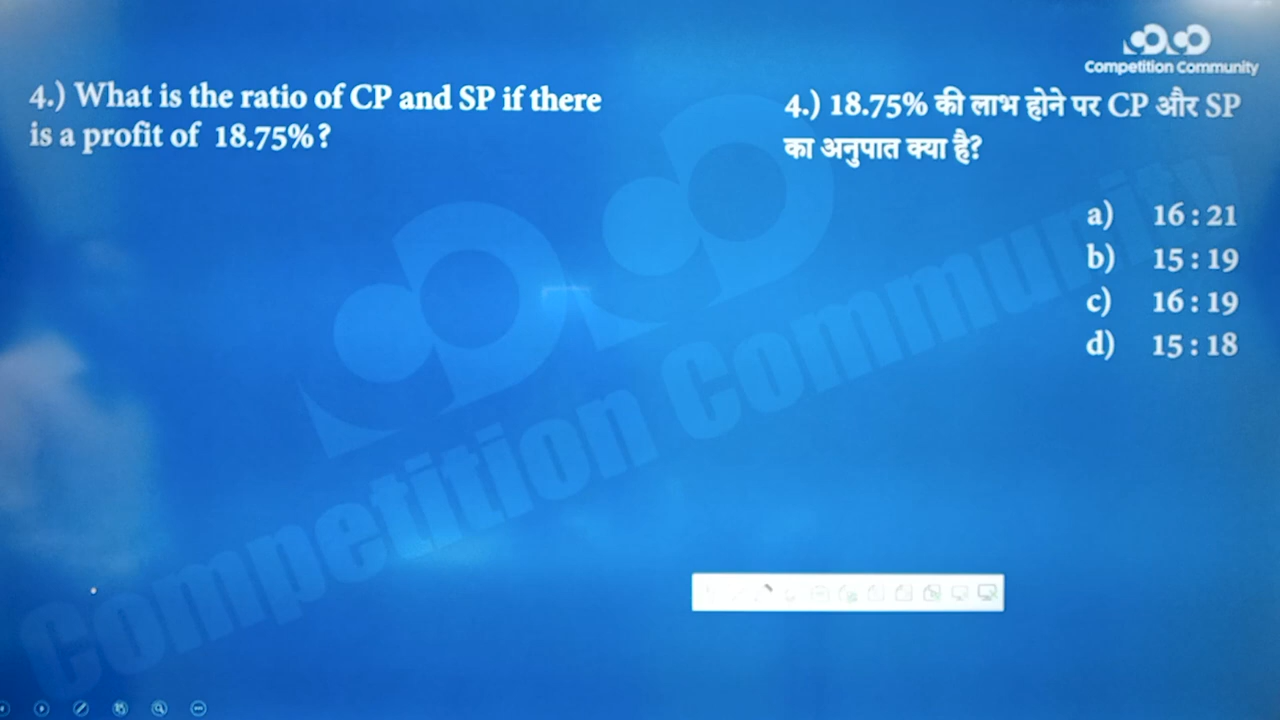 Competition Community
4.) What is the ratio of CP and SP if there
is a profit of 18.75%?
4.) 18.75% की लाभ होने पर CP और SP
का अनुपात क्या है?
a) 16 : 21
b) 15 : 19
c) 16 : 19
d) 15 : 18
Competition Community